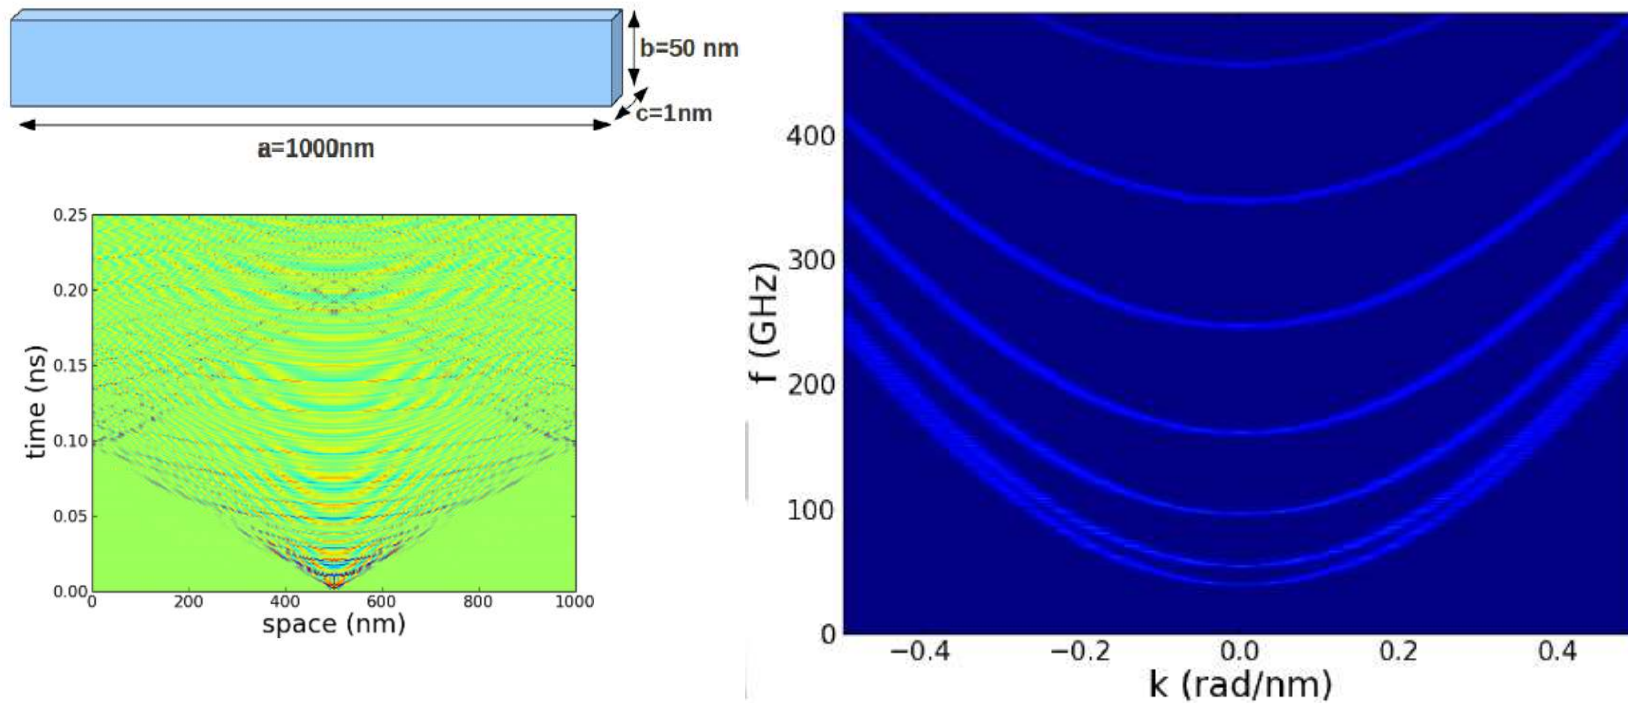 b=50 nm
c=1nm
a=1000nm
0.25
0.20
0.15
0.10
0.05
0.00
time (ns)
0 200 400 600 800 1000
space (nm)
400
300
200
100
0
f (GHz)
−0.4 −0.2 0.0 0.2 0.4
k (rad/nm)